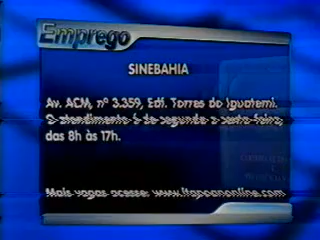 Emprego
SINEBAHIA
Av. ACM, nº 3.359, Edf. Torres do Iguatemi.
O atendimento é de segunda a sexta-feira,
das 8h às 17h.
Mais vagas acesse: www.itapoanonline.com